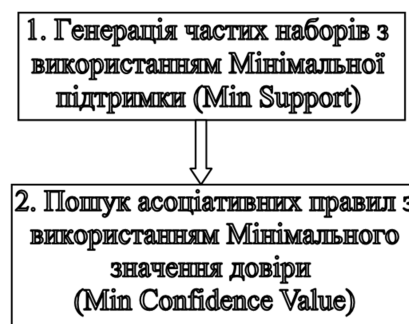 1. Генерація частих наборів з
використанням Мінімальної
підтримки (Min Support)
2. Пошук асоціативних правил з
використанням Мінімального
значення довіри
(Min Confidence Value)